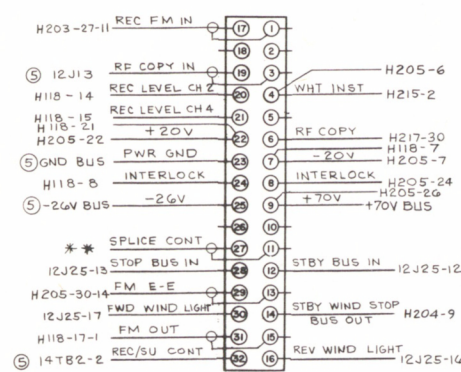 H203-27-11 REC FM IN 17 1
18 2
5 12J13 RF COPY IN 19 3 H205-6
H118-14 REC LEVEL CH 2 20 4 WHT INST H215-2
H118-15 REC LEVEL CH 4 21 5
H118-21
H205-22 +20V 22 6 RF COPY H217-30
H118-7
5 GND BUS PWR GND 23 7 -20V H205-7
H118-8 INTERLOCK 24 8 INTERLOCK H205-24
H205-26
5 -26V BUS -26V 25 9 +70V +70V BUS
26 10
** SPLICE CONT 27 11
12J25-13 STOP BUS IN 28 12 STBY BUS IN 12J25-12
H205-30-14 FM E-E 29 13
12J25-17 FWD WIND LIGHT 30 14 STBY WIND STOP BUS OUT H204-9
H118-17-1 FM OUT 31 15
5 14TB2-2 REC/SU CONT 32 16 REV WIND LIGHT 12J25-16